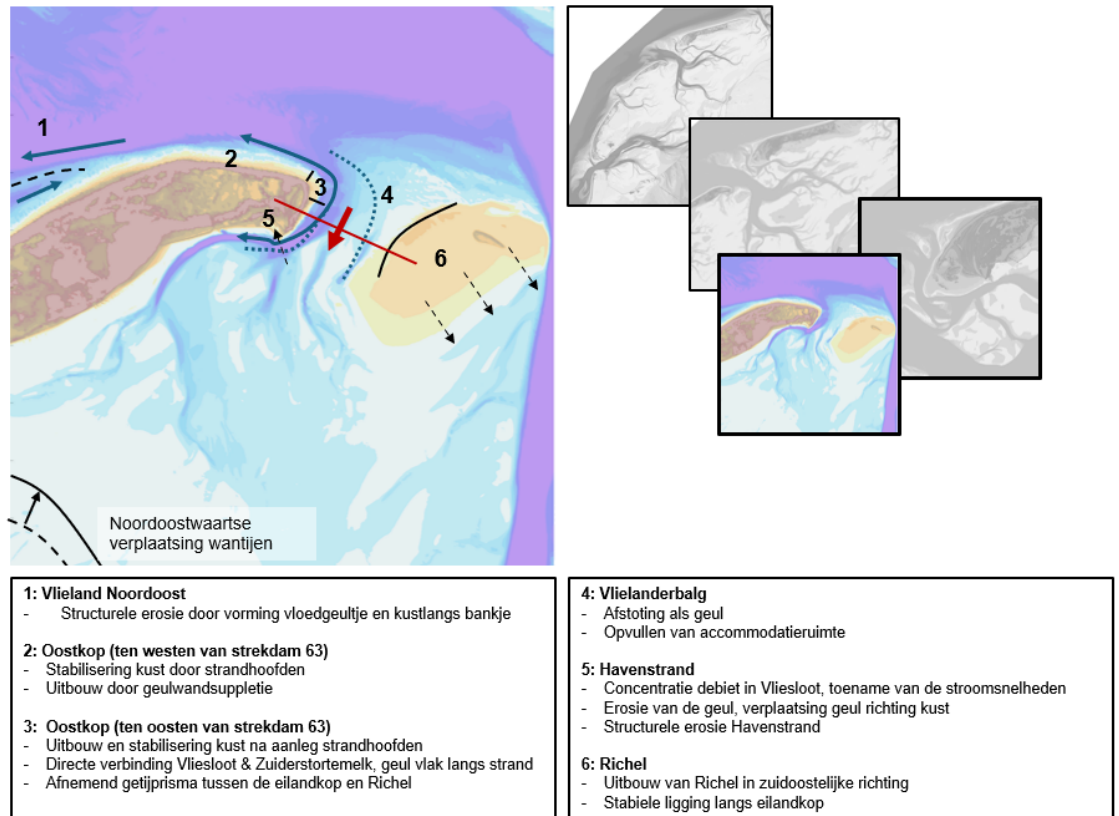 1
2
3
4
5
6
Noordoostwaartse
verplaatsing wantijen
1: Vlieland Noordoost
- Structurele erosie door vorming vloedgeultje en kustlangs bankje
2: Oostkop (ten westen van strekdam 63)
- Stabilisering kust door strandhoofden
- Uitbouw door geulwandsuppletie
3: Oostkop (ten oosten van strekdam 63)
- Uitbouw en stabilisering kust na aanleg strandhoofden
- Directe verbinding Vliesloot & Zuiderstortemelk, geul vlak langs strand
- Afnemend getijprisma tussen de eilandkop en Richel
4: Vlielanderbalg
- Afstoting als geul
- Opvullen van accommodatieruimte
5: Havenstrand
- Concentratie debiet in Vliesloot, toename van de stroomsnelheden
- Erosie van de geul, verplaatsing geul richting kust
- Structurele erosie Havenstrand
6: Richel
- Uitbouw van Richel in zuidoostelijke richting
- Stabiele ligging langs eilandkop